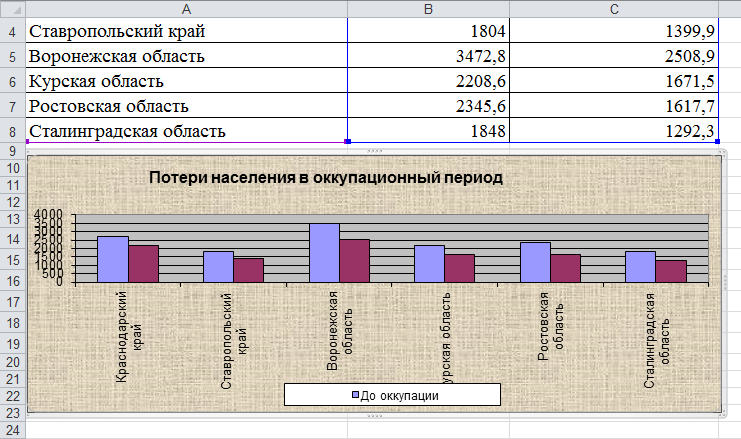 A B C
4 Ставропольский край 1804 1399,9
5 Воронежская область 3472,8 2508,9
6 Курская область 2208,6 1671,5
7 Ростовская область 2345,6 1617,7
8 Сталинградская область 1848 1292,3
9
10
11
12
13
14
15
16
17
18
19
20
21
22
23
24
Потери населения в оккупационный период
4000
3500
3000
2500
2000
1500
1000
500
0
Краснодарский
край
Ставропольский
край
Воронежская
область
урская область
Ростовская
область
Сталинградская
область
До оккупации